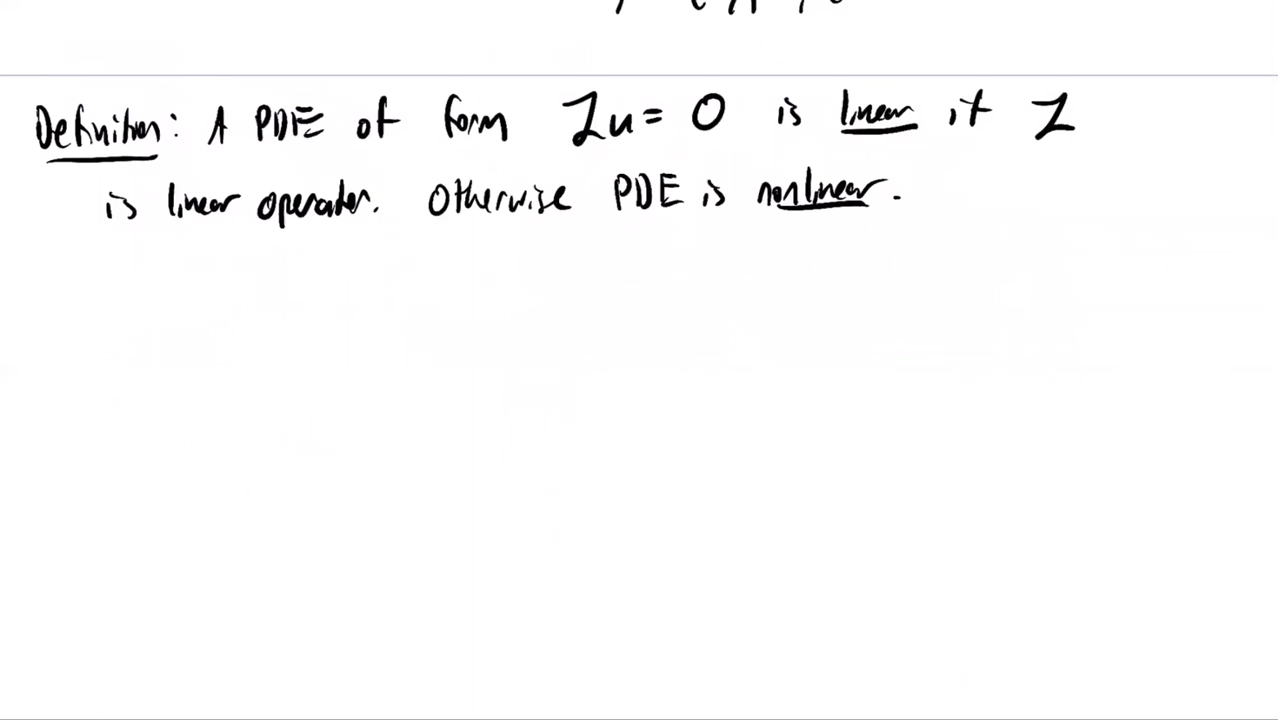 Definition: A PDE of form Lu = 0 is linear if L
is linear operator. Otherwise PDE is nonlinear.